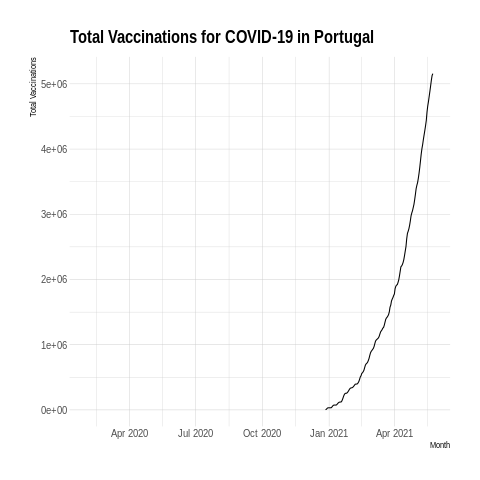 Total Vaccinations for COVID-19 in Portugal
Total Vaccinations
5e+06
4e+06
3e+06
2e+06
1e+06
0e+00
Apr 2020 Jul 2020 Oct 2020 Jan 2021 Apr 2021
Month